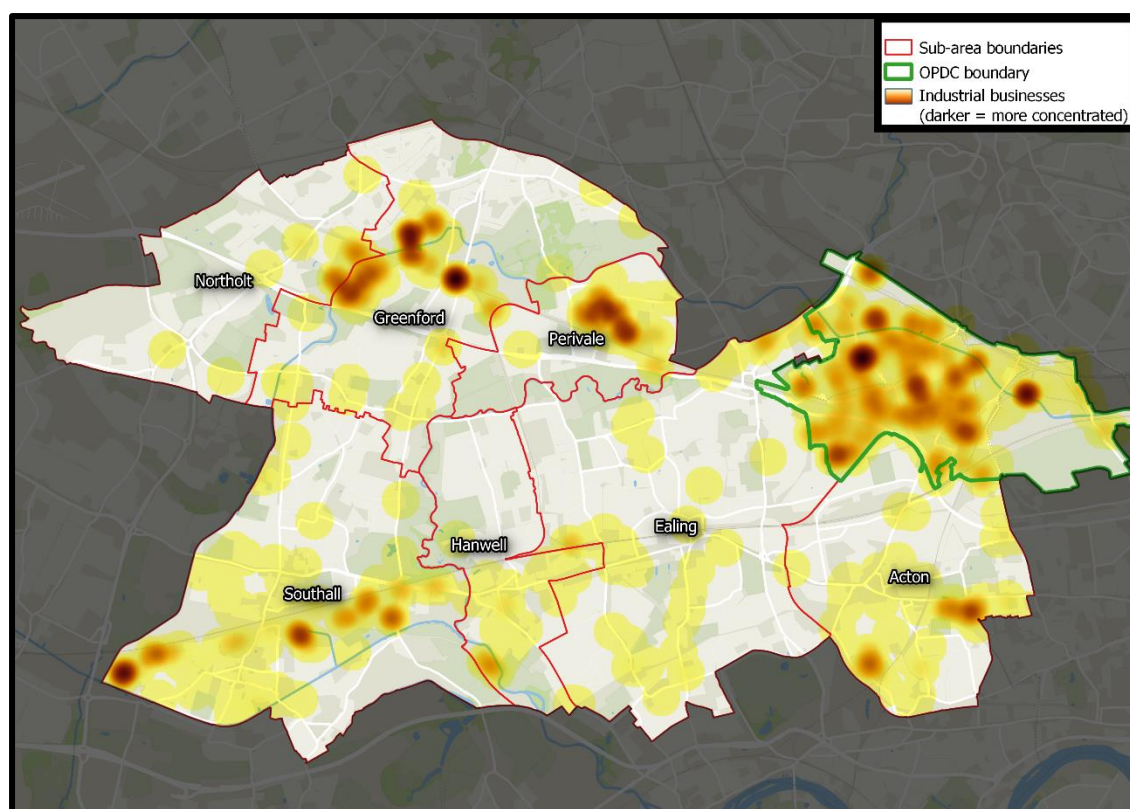 Sub-area boundaries
OPDC boundary
Industrial businesses
(darker = more concentrated)
Northolt
Greenford
Perivale
Ealing
Hanwell
Acton
Southall